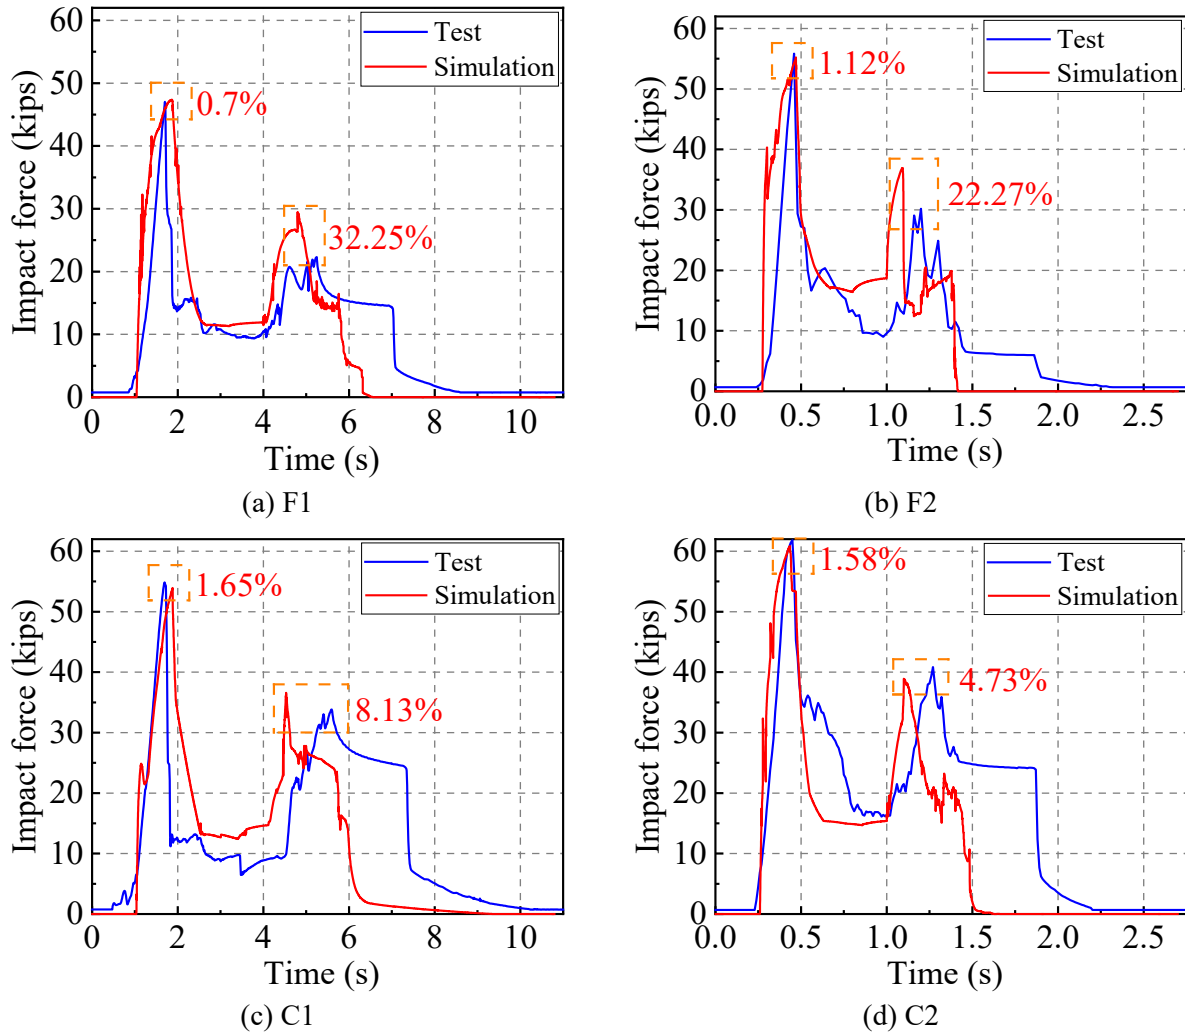 Impact force (kips)
60
50
40
30
20
10
0
Test
Simulation
0.7%
32.25%
0 2 4 6 8 10
Time (s)
(a) F1
Impact force (kips)
60
50
40
30
20
10
0
Test
Simulation
1.12%
22.27%
0.0 0.5 1.0 1.5 2.0 2.5
Time (s)
(b) F2
Impact force (kips)
60
50
40
30
20
10
0
Test
Simulation
1.65%
8.13%
0 2 4 6 8 10
Time (s)
(c) C1
Impact force (kips)
60
50
40
30
20
10
0
Test
Simulation
1.58%
4.73%
0.0 0.5 1.0 1.5 2.0 2.5
Time (s)
(d) C2